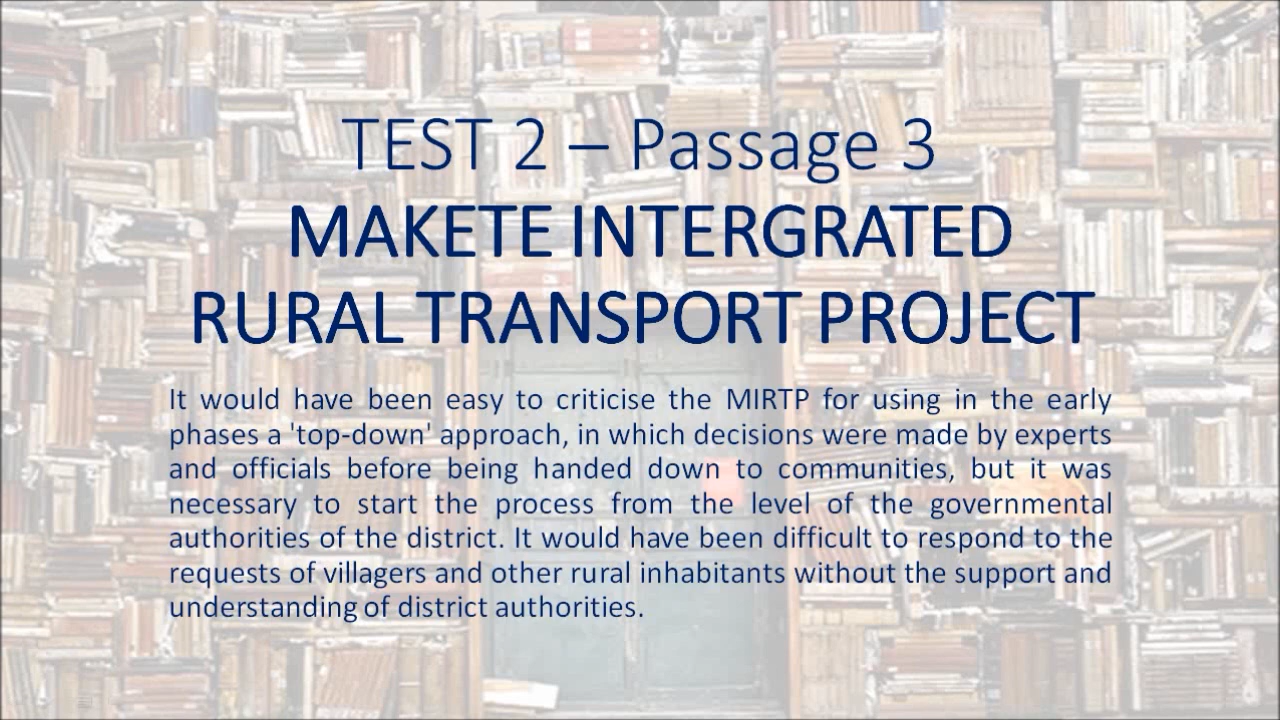 TEST 2 – Passage 3
MAKETE INTERGRATED
RURAL TRANSPORT PROJECT
It would have been easy to criticise the MIRTP for using in the early
phases a 'top-down' approach, in which decisions were made by experts
and officials before being handed down to communities, but it was
necessary to start the process from the level of the governmental
authorities of the district. It would have been difficult to respond to the
requests of villagers and other rural inhabitants without the support and
understanding of district authorities.